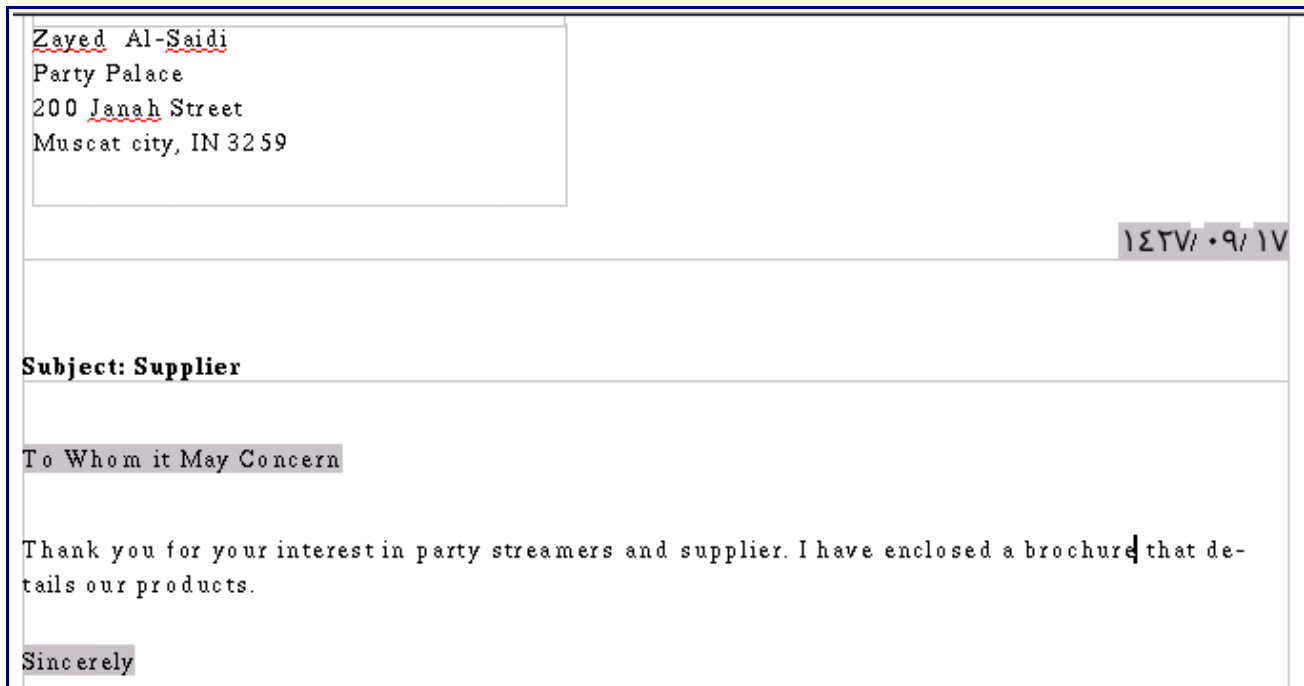 Zayed Al-Saidi
Party Palace
200 Janah Street
Muscat city, IN 3259
١٤٣٧/٠٩/١٧
Subject: Supplier
To Whom it May Concern
Thank you for your interest in party streamers and supplier. I have enclosed a brochure that de-
tails our products.
Sincerely